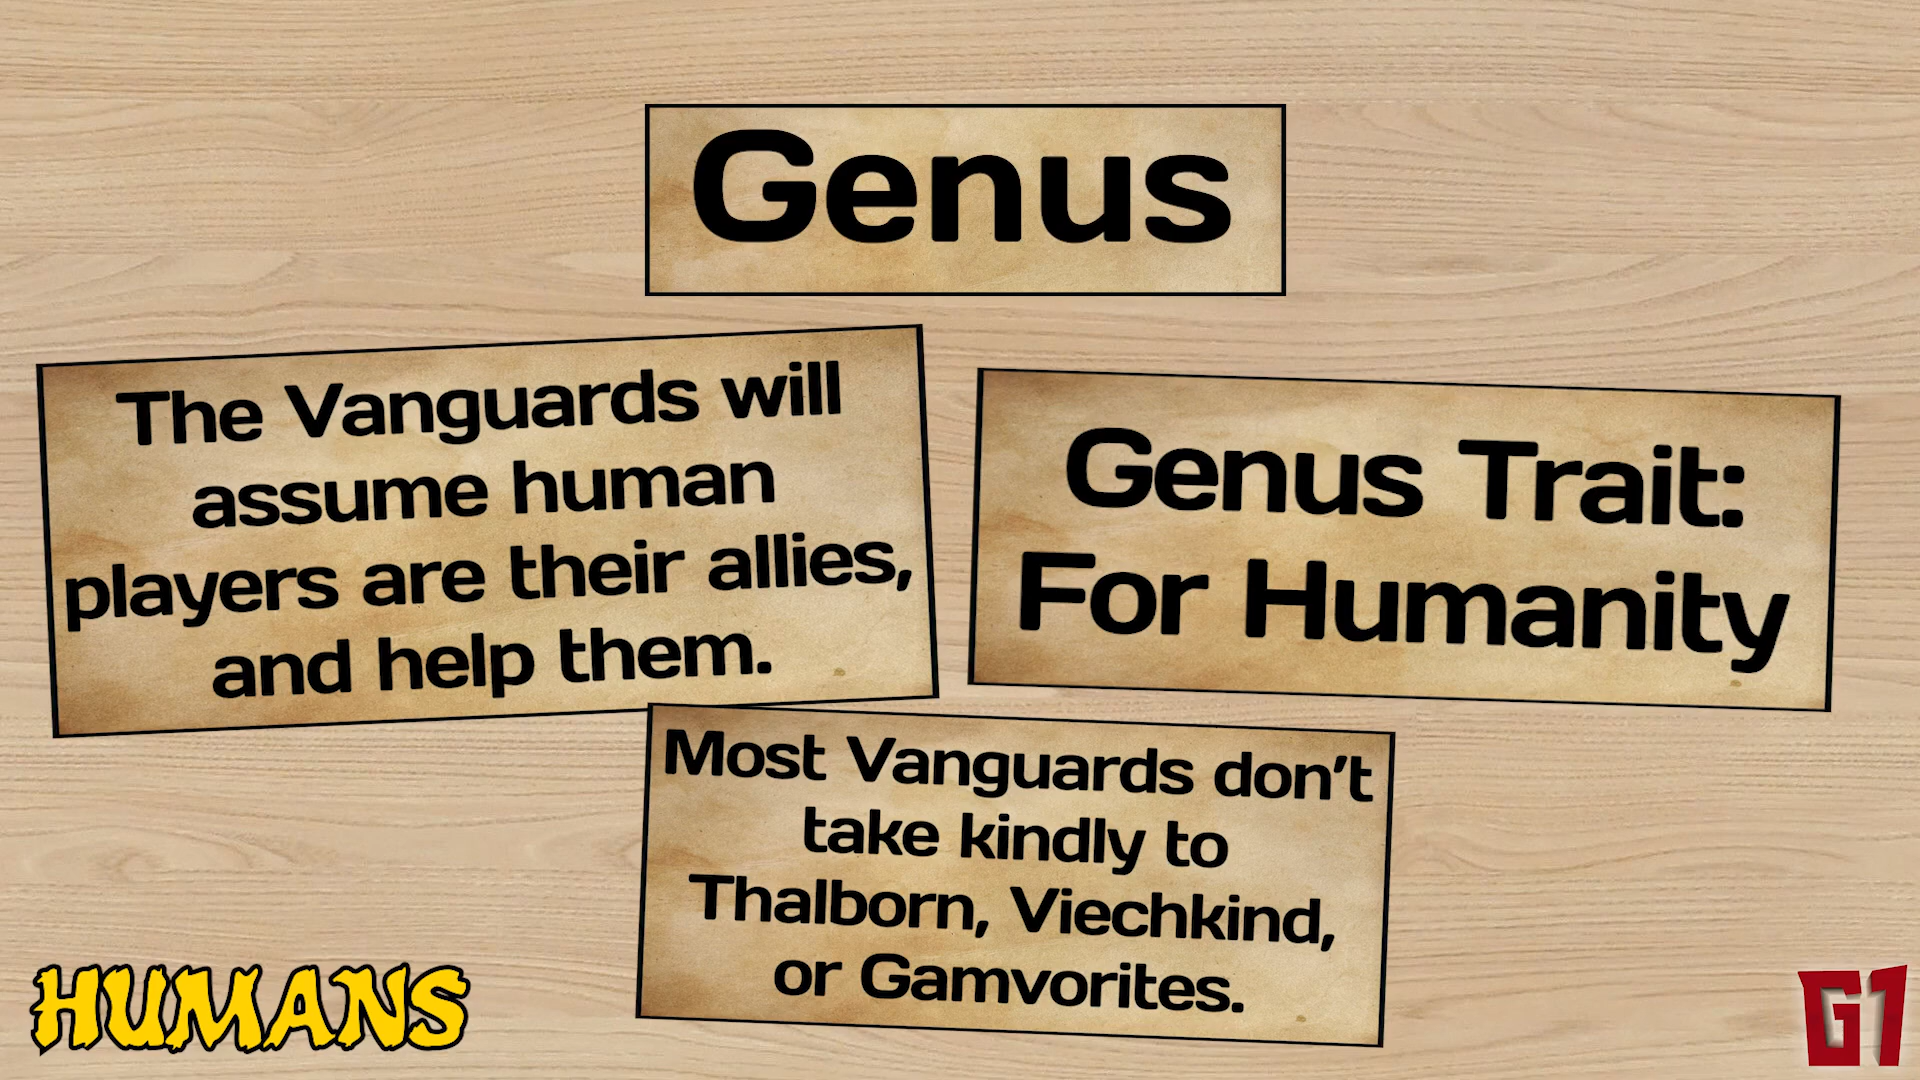 Genus
The Vanguards will
assume human
players are their allies,
and help them.
Genus Trait:
For Humanity
Most Vanguards don't
take kindly to
Thalborn, Viechkind,
or Gamvorites.
HUMANS
G1